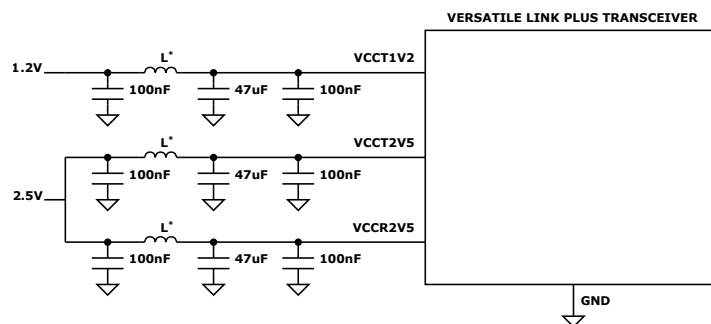 VERSATILE LINK PLUS TRANSCEIVER
L*
1.2V
VCCT1V2
100nF
47uF
100nF
L*
VCCT2V5
100nF
47uF
100nF
2.5V
L*
VCCR2V5
100nF
47uF
100nF
GND